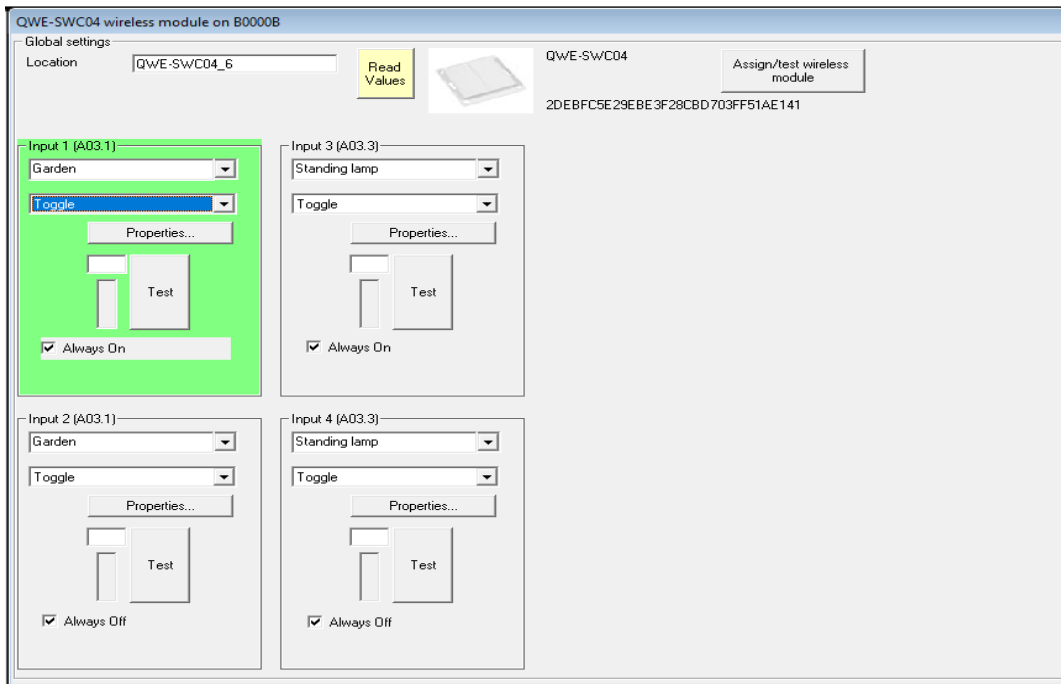 QWE-SWC04 wireless module on B0000B
Global settings
Location
QWE-SWC04_6
Read
Values
QWE-SWC04
Assign/test wireless
module
2DEBFC5E29EBE3F28CBD703FF51AE141
Input 1 (A03.1)
Garden
Toggle
Properties...
Test
Always On
Input 3 (A03.3)
Standing lamp
Toggle
Properties...
Test
Always On
Input 2 (A03.1)
Garden
Toggle
Properties...
Test
Always Off
Input 4 (A03.3)
Standing lamp
Toggle
Properties...
Test
Always Off